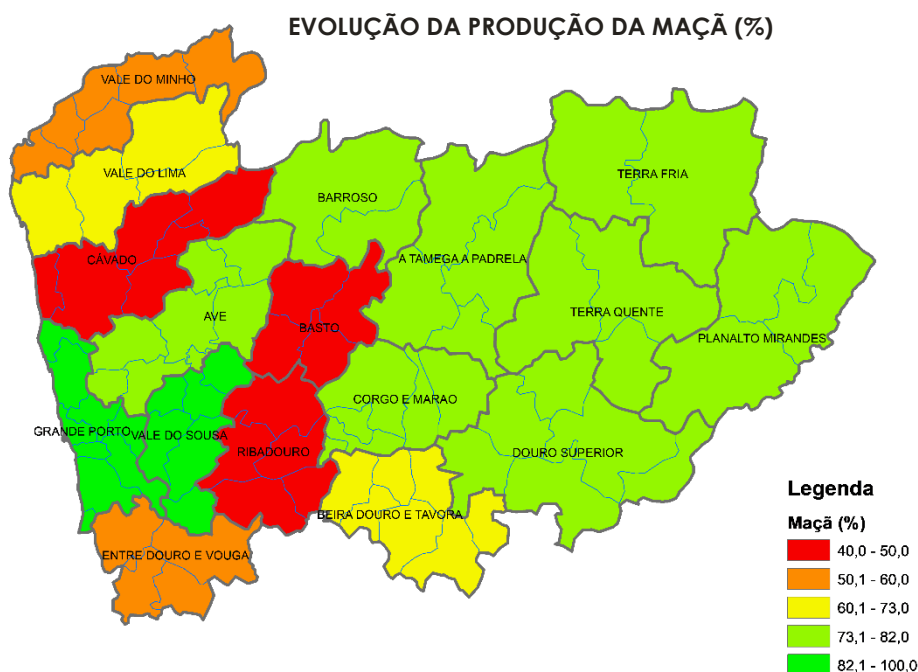 EVOLUÇÃO DA PRODUÇÃO DA MAÇÃ (%)
VALE DO MINHO
VALE DO LIMA
TERRA FRIA
BARROSO
CAVADO
A TAMEGA A PADRELA
AVE
BASTO
TERRA QUENTE
PLANALTO MIRANDES
CORGO E MARAO
GRANDE PORTO
VALE DO SOUSA
RIBADOURO
DOURO SUPERIOR
BEIRA DOURO E TAVORA
ENTRE DOURO E VOUGA
Legenda
Maçã (%)
40,0 - 50,0
50,1 - 60,0
60,1 - 73,0
73,1 - 82,0
82,1 - 100,0